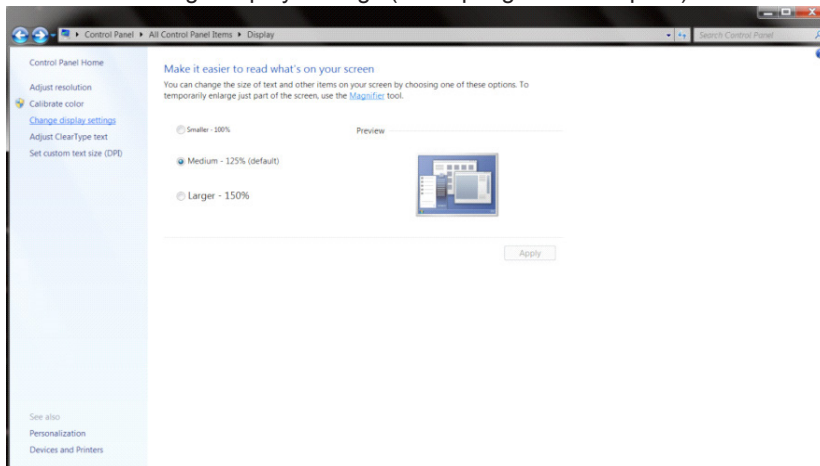 Control Panel ▸ All Control Panel Items ▸ Display
Search Control Panel
Control Panel Home
Adjust resolution
Calibrate color
Change display settings
Adjust ClearType text
Set custom text size (DPI)
See also
Personalization
Devices and Printers
Make it easier to read what's on your screen
You can change the size of text and other items on your screen by choosing one of these options. To
temporarily enlarge just part of the screen, use the Magnifier tool.
Smaller - 100%
Preview
Medium - 125% (default)
Larger - 150%
Apply